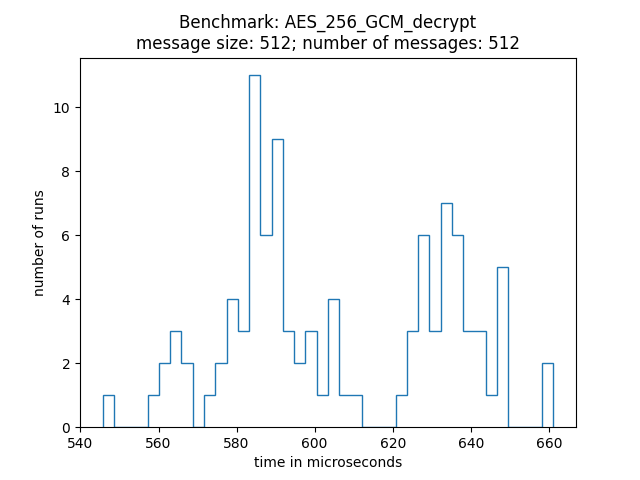 Benchmark: AES_256_GCM_decrypt
message size: 512; number of messages: 512
number of runs
10
8
6
4
2
0
540 560 580 600 620 640 660
time in microseconds